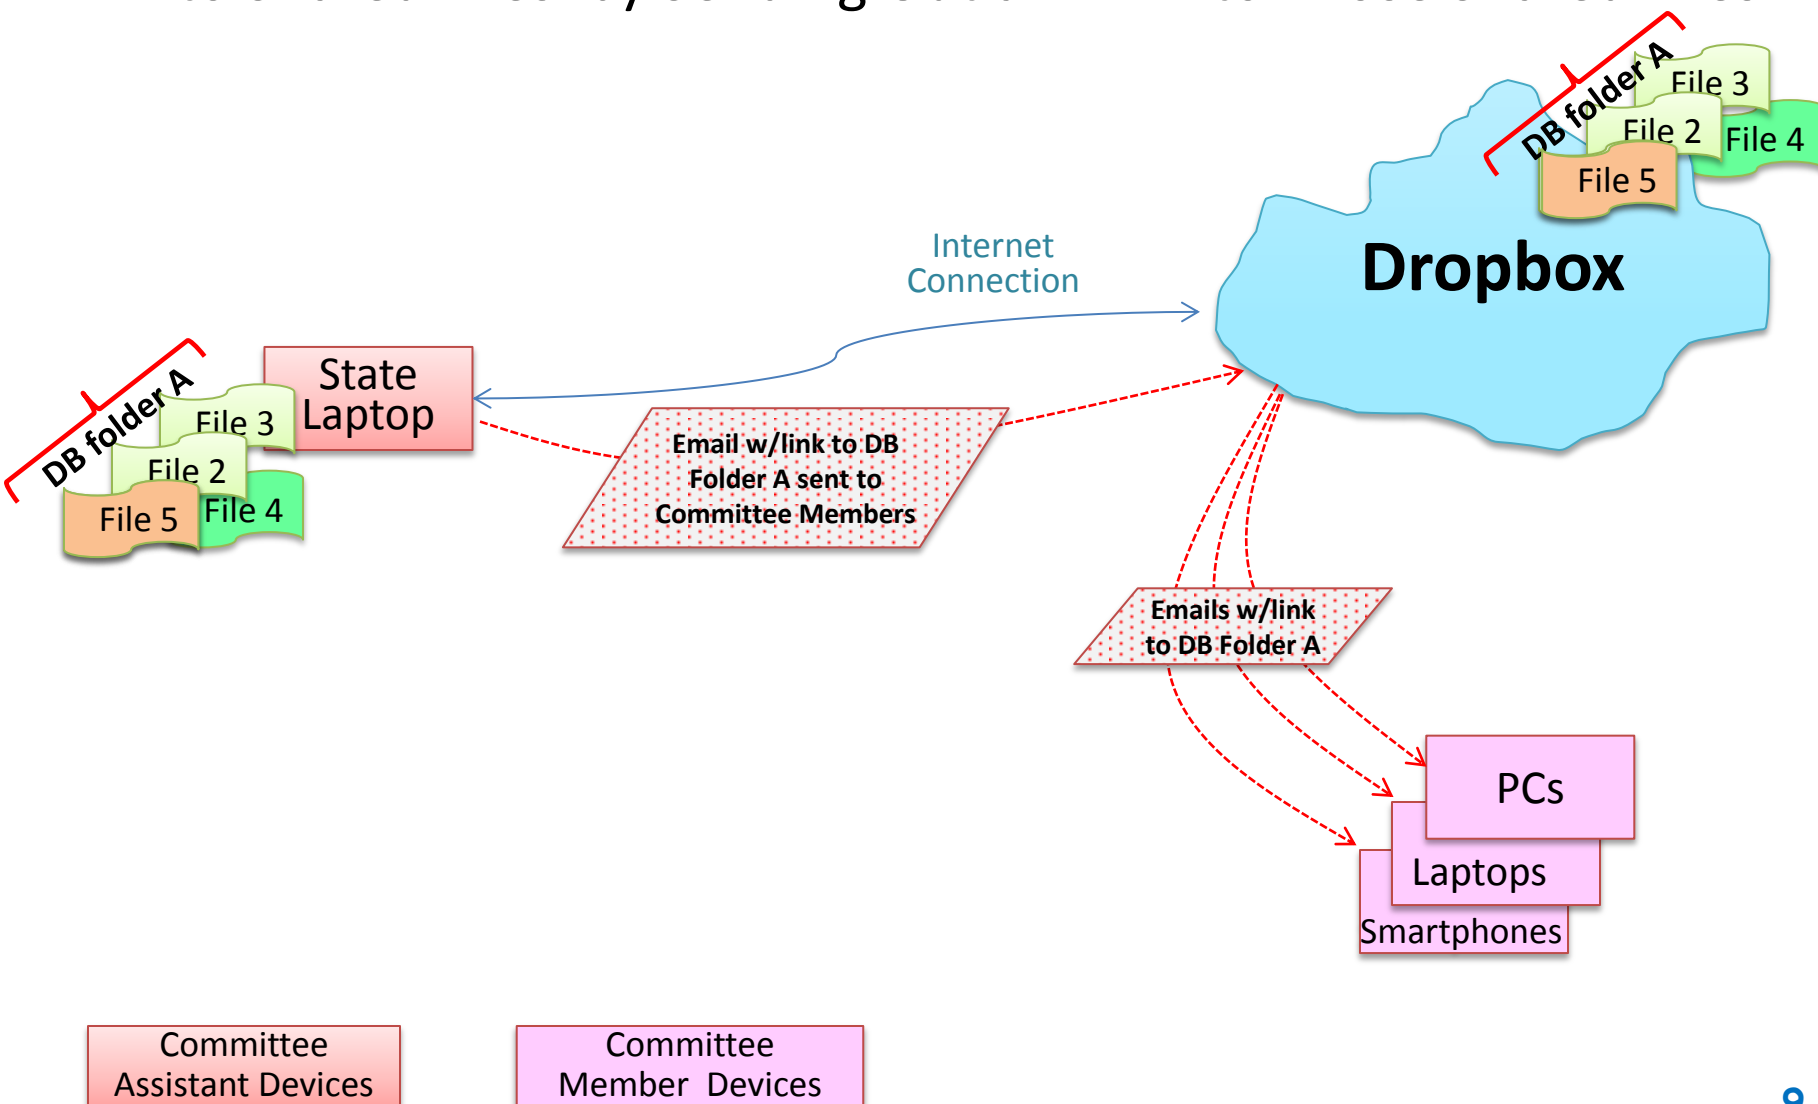 DB folder A
File 3
File 2
File 4
File 5
Dropbox
Internet
Connection
State
Laptop
DB folder A
File 3
File 2
File 5
File 4
Email w/link to DB
Folder A sent to
Committee Members
Emails w/link
to DB Folder A
PCs
Laptops
Smartphones
Committee
Assistant Devices
Committee
Member Devices
9